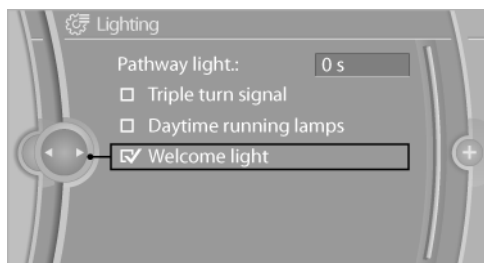 Lighting
Pathway light.: 0 s
Triple turn signal
Daytime running lamps
Welcome light